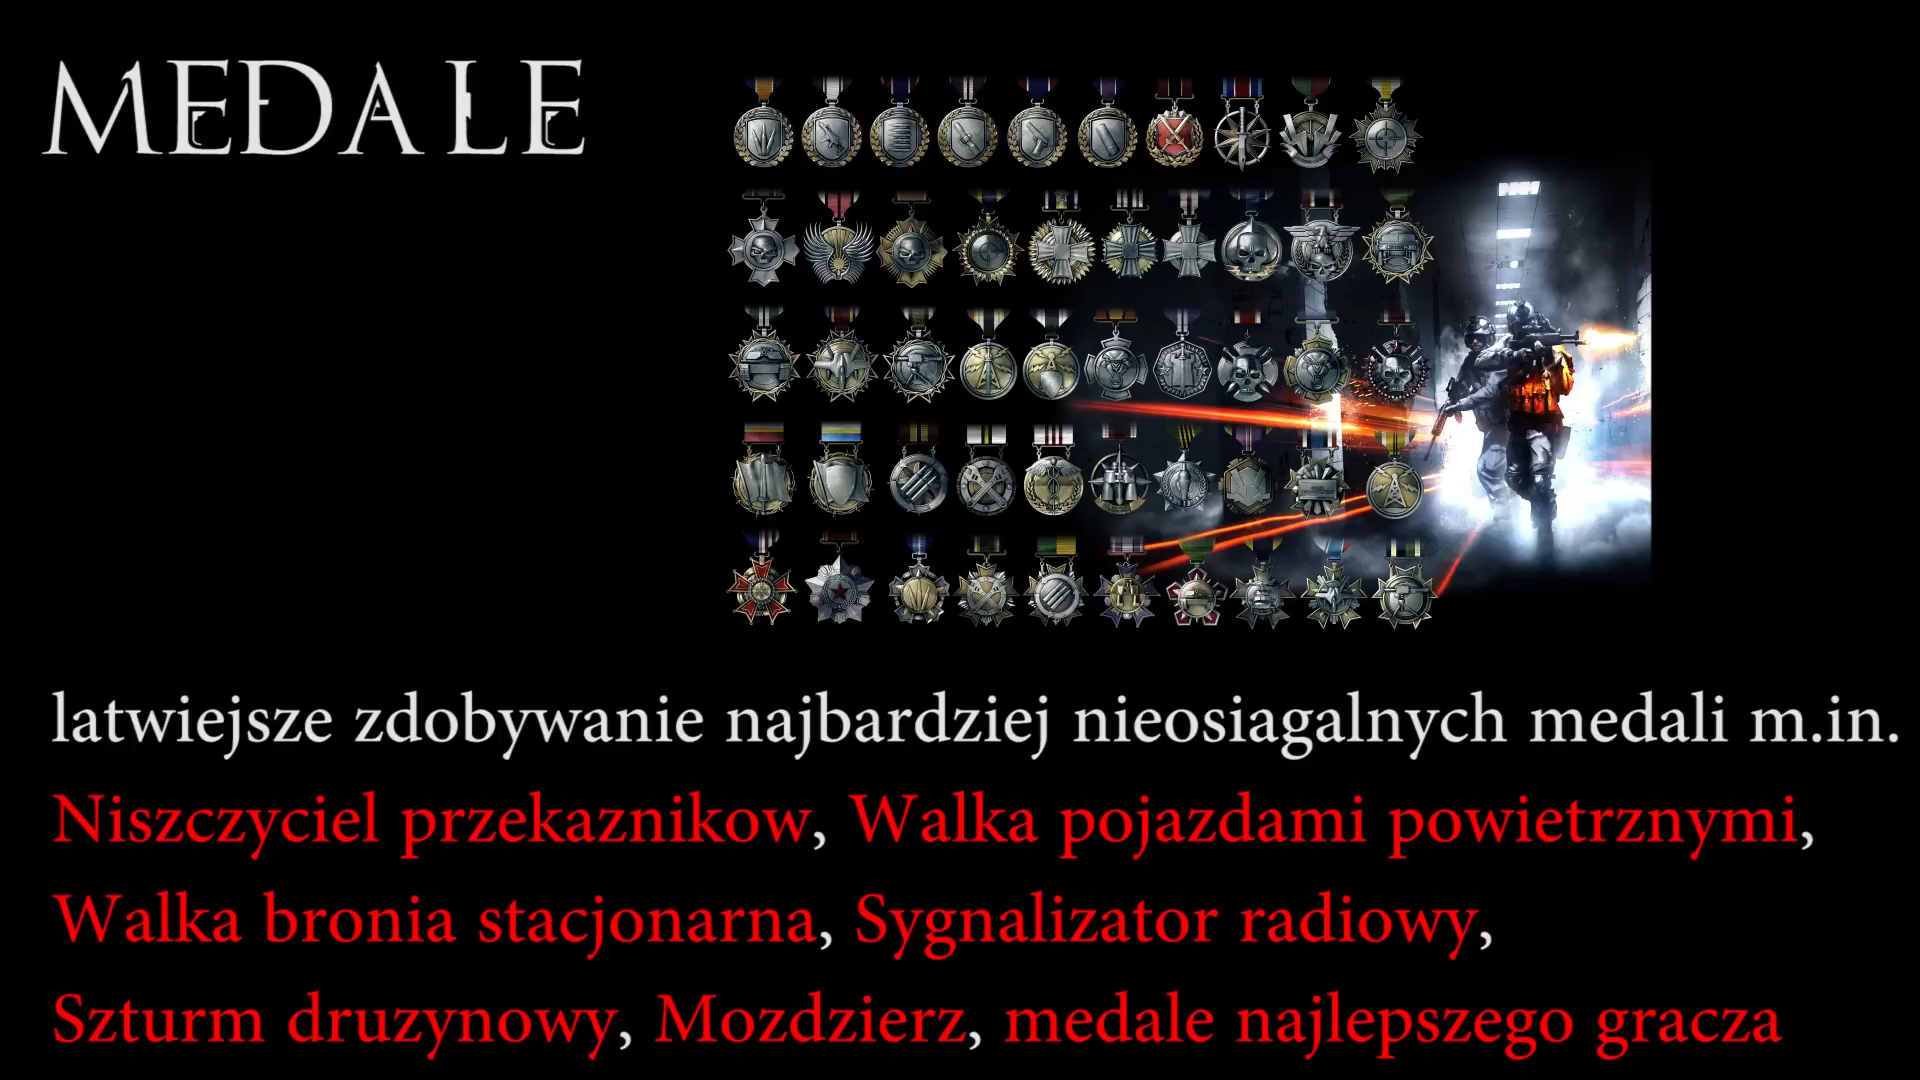 MEDALE
latwiejsze zdobywanie najbardziej nieosiagalnych medali m.in.
Niszczyciel przekaznikow, Walka pojazdami powietrznymi,
Walka bronia stacjonarna, Sygnalizator radiowy,
Szturm druzynowy, Mozdzierz, medale najlepszego gracza